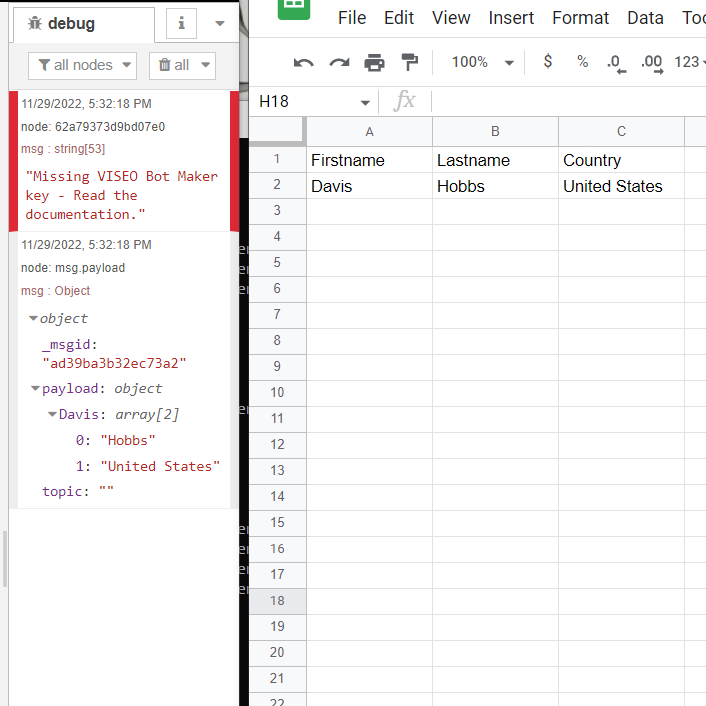 debug
i
all nodes
all
11/29/2022, 5:32:18 PM
node: 62a79373d9bd07e0
msg : string[53]
"Missing VISEO Bot Maker
key - Read the
documentation."
11/29/2022, 5:32:18 PM
node: msg.payload
msg : Object
object
_msgid:
"ad39ba3b32ec73a2"
payload: object
Davis: array[2]
0: "Hobbs"
1: "United States"
topic: ""
File Edit View Insert Format Data
100% $ % .0 .00 123
H18 fx
A B C
1 Firstname Lastname Country
2 Davis Hobbs United States
3
4
5
6
7
8
9
10
11
12
13
14
15
16
17
18
19
20
21
22